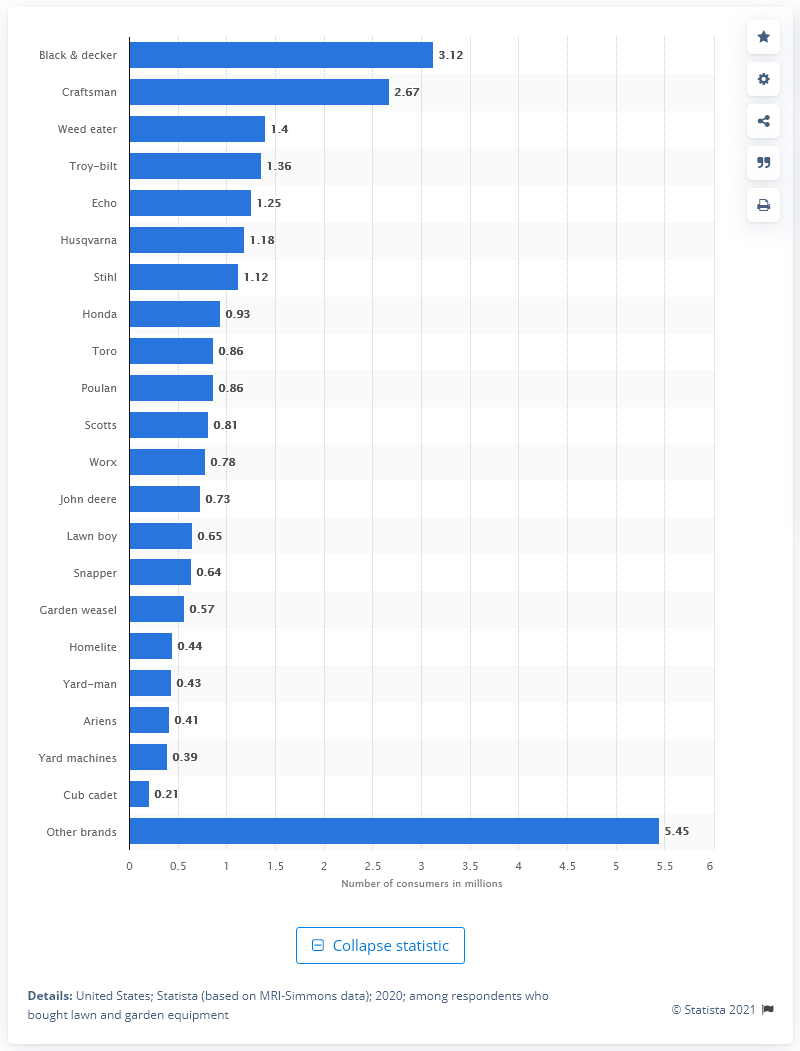 Black & decker 3.12
Craftsman 2.67
Weed eater 1.4
Troy-bilt 1.36
Echo 1.25
Husqvarna 1.18
Stihl 1.12
Honda 0.93
Toro 0.86
Poulan 0.86
Scotts 0.81
Worx 0.78
John deere 0.73
Lawn boy 0.65
Snapper 0.64
Garden weasel 0.57
Homelite 0.44
Yard-man 0.43
Ariens 0.41
Yard machines 0.39
Cub cadet 0.21
Other brands 5.45
0 0.5 1 1.5 2 2.5 3 3.5 4 4.5 5 5.5 6
Number of consumers in millions
Collapse statistic
Details: United States; Statista (based on MRI-Simmons data); 2020; among respondents who
bought lawn and garden equipment
© Statista 2021